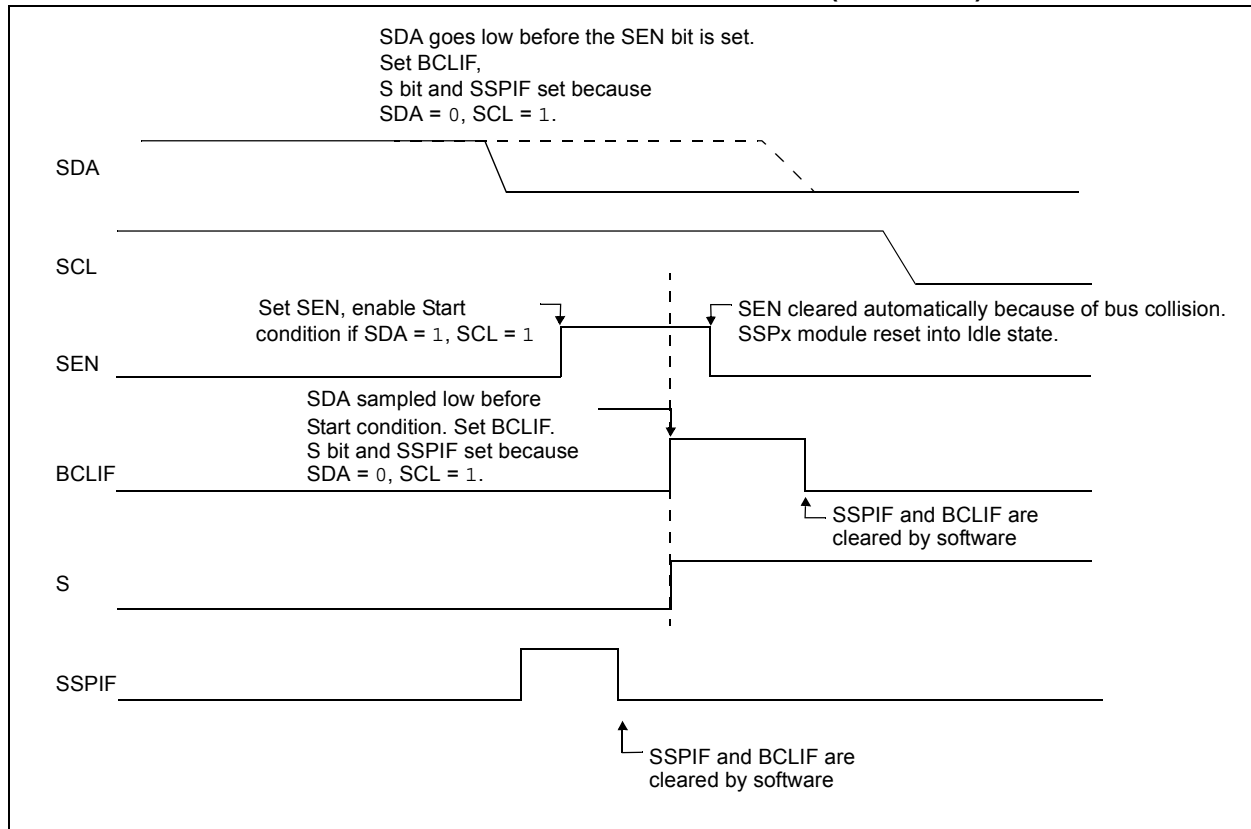 SDA goes low before the SEN bit is set.
Set BCLIF,
S bit and SSPIF set because
SDA = 0, SCL = 1.
SDA
SCL
Set SEN, enable Start
condition if SDA = 1, SCL = 1
SEN cleared automatically because of bus collision.
SSPx module reset into Idle state.
SEN
SDA sampled low before
Start condition. Set BCLIF.
S bit and SSPIF set because
SDA = 0, SCL = 1.
BCLIF
SSPIF and BCLIF are
cleared by software
S
SSPIF
SSPIF and BCLIF are
cleared by software